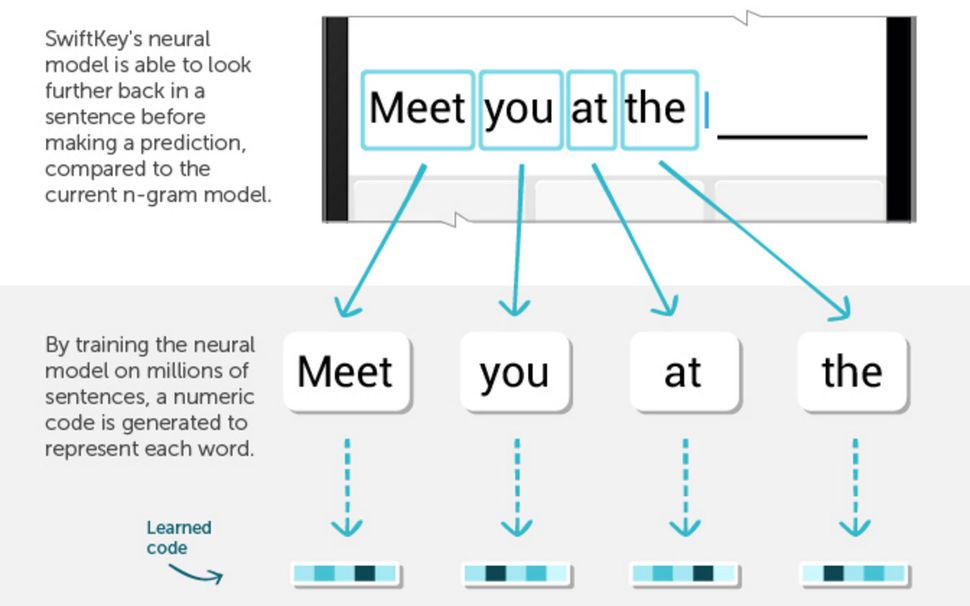 SwiftKey's neural
model is able to look
further back in a
sentence before
making a prediction,
compared to the
current n-gram model.
Meet you at the
By training the neural
model on millions of
sentences, a numeric
code is generated to
represent each word.
Meet you at the
Learned
code